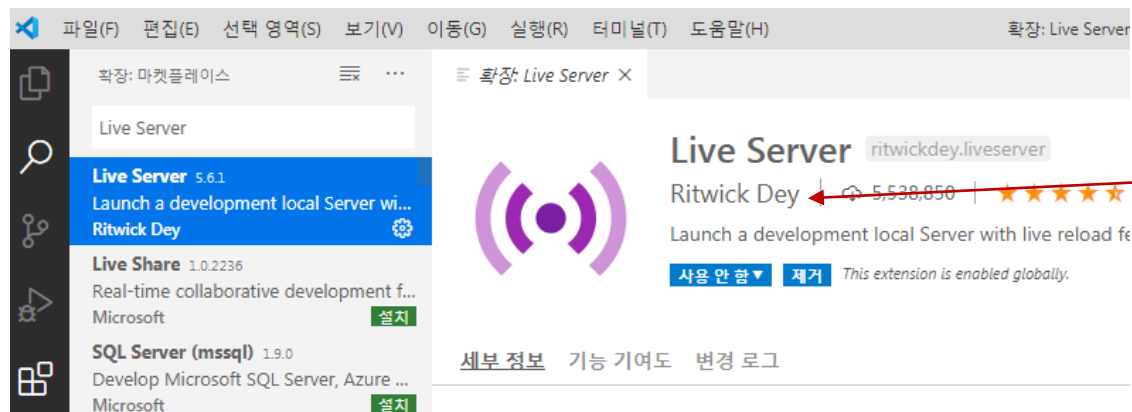 파일(F) 편집(E) 선택 영역(S) 보기(V) 이동(G) 실행(R) 터미널(T) 도움말(H) 확장: Live Server
확장: 마켓플레이스
Live Server
Live Server 5.6.1
Launch a development local Server wi...
Ritwick Dey
Live Share 1.0.2236
Real-time collaborative development f...
Microsoft 설치
SQL Server (mssql) 1.9.0
Develop Microsoft SQL Server, Azure ...
Microsoft 설치
확장: Live Server
Live Server ritwickdey.liveserver
Ritwick Dey 5,538,850
Launch a development local Server with live reload fe
사용 안 함 제거 This extension is enabled globally.
세부 정보 기능 기여도 변경 로그